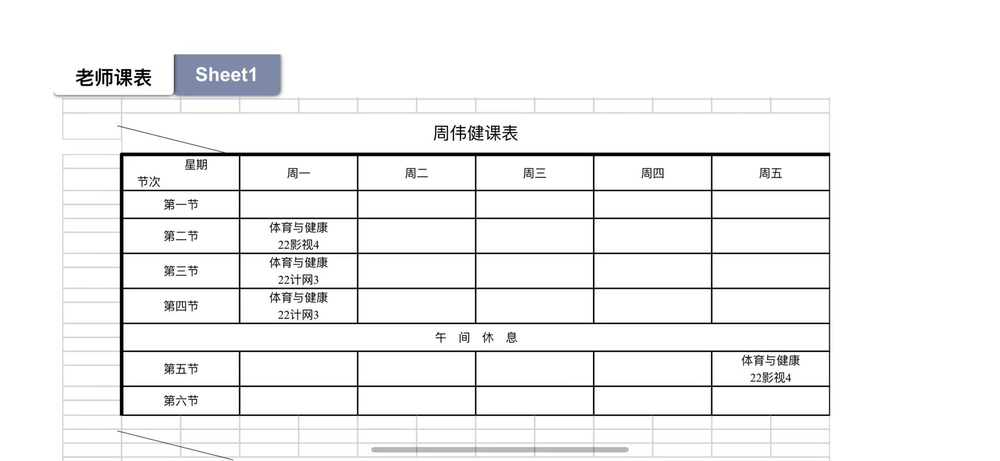 老师课表
Sheet1
周伟健课表
星期
节次
周一
周二
周三
周四
周五
第一节
第二节
体育与健康
22影视4
第三节
体育与健康
22计网3
第四节
体育与健康
22计网3
午 间 休 息
第五节
体育与健康
22影视4
第六节